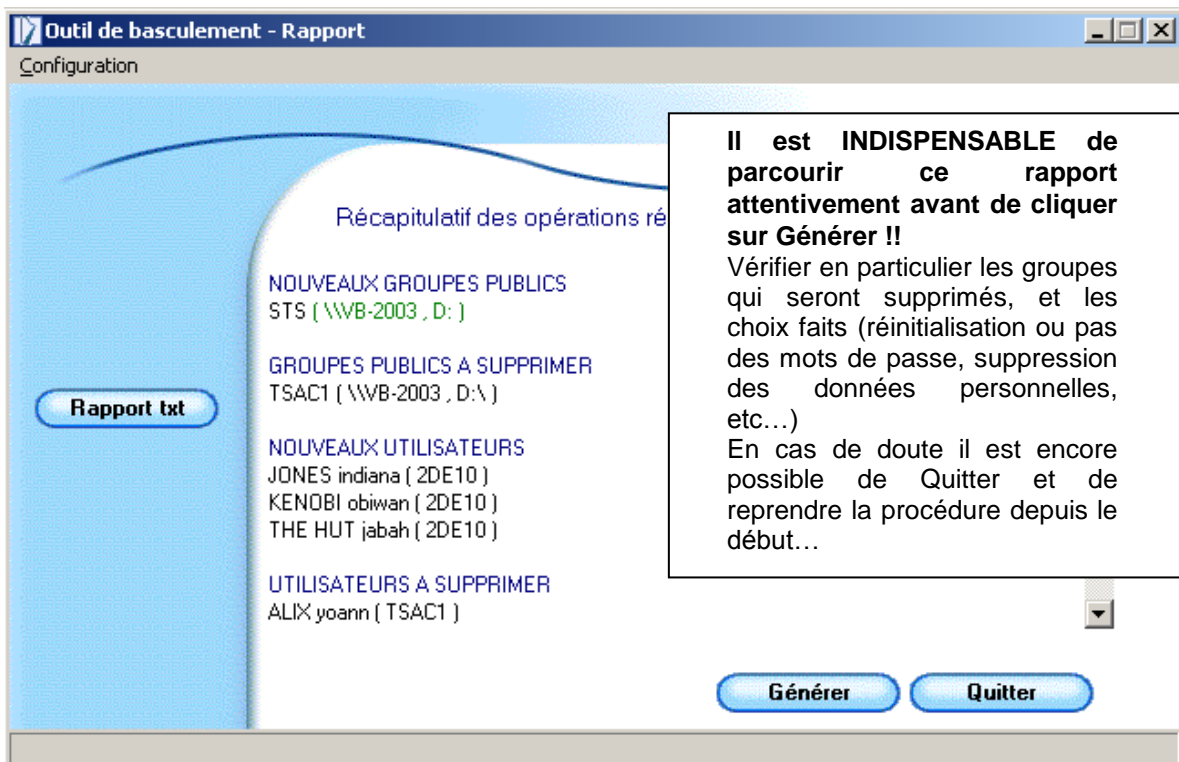 Outil de basculement - Rapport
Configuration
Récapitulatif des opérations ré
NOUVEAUX GROUPES PUBLICS
STS ( \\VB-2003 , D: )
GROUPES PUBLICS A SUPPRIMER
TSAC1 ( \\VB-2003 , D:\ )
NOUVEAUX UTILISATEURS
JONES indiana ( 2DE10 )
KENOBI obiwan ( 2DE10 )
THE HUT jabah ( 2DE10 )
UTILISATEURS A SUPPRIMER
ALIX yoann ( TSAC1 )
Rapport txt
Il est INDISPENSABLE de
parcourir ce rapport
attentivement avant de cliquer
sur Générer !!
Vérifier en particulier les groupes
qui seront supprimés, et les
choix faits (réinitialisation ou pas
des mots de passe, suppression
des données personnelles,
etc…)
En cas de doute il est encore
possible de Quitter et de
reprendre la procédure depuis le
début…
Générer
Quitter